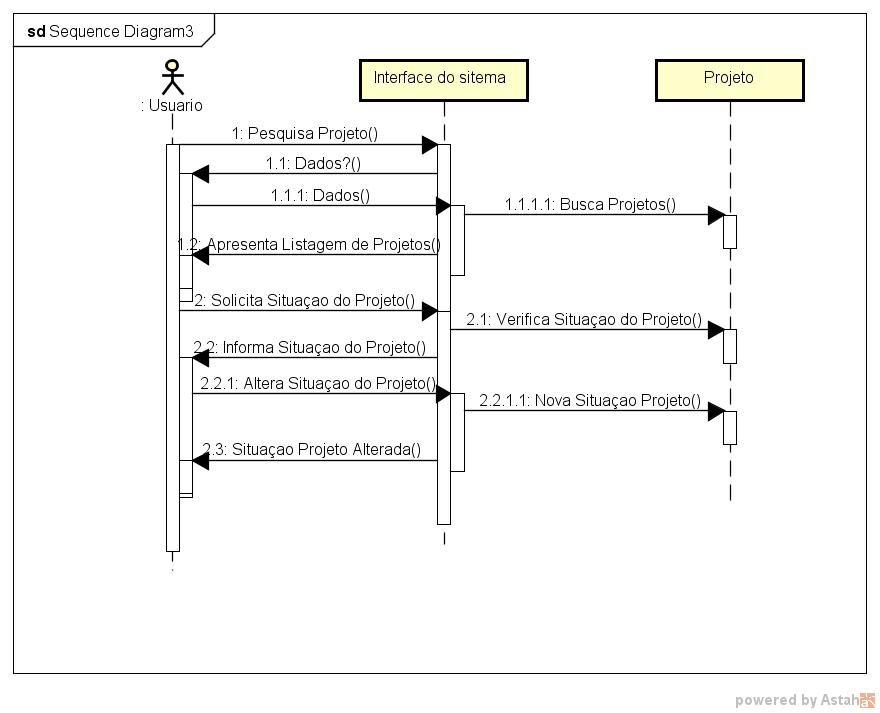 sd Sequence Diagram3
: Usuario
Interface do sitema
Projeto
1: Pesquisa Projeto()
1.1: Dados?()
1.1.1: Dados()
1.1.1.1: Busca Projetos()
1.2: Apresenta Listagem de Projetos()
2: Solicita Situaçao do Projeto()
2.1: Verifica Situaçao do Projeto()
2.2: Informa Situaçao do Projeto()
2.2.1: Altera Situaçao do Projeto()
2.2.1.1: Nova Situaçao Projeto()
2.3: Situaçao Projeto Alterada()
powered by Astah